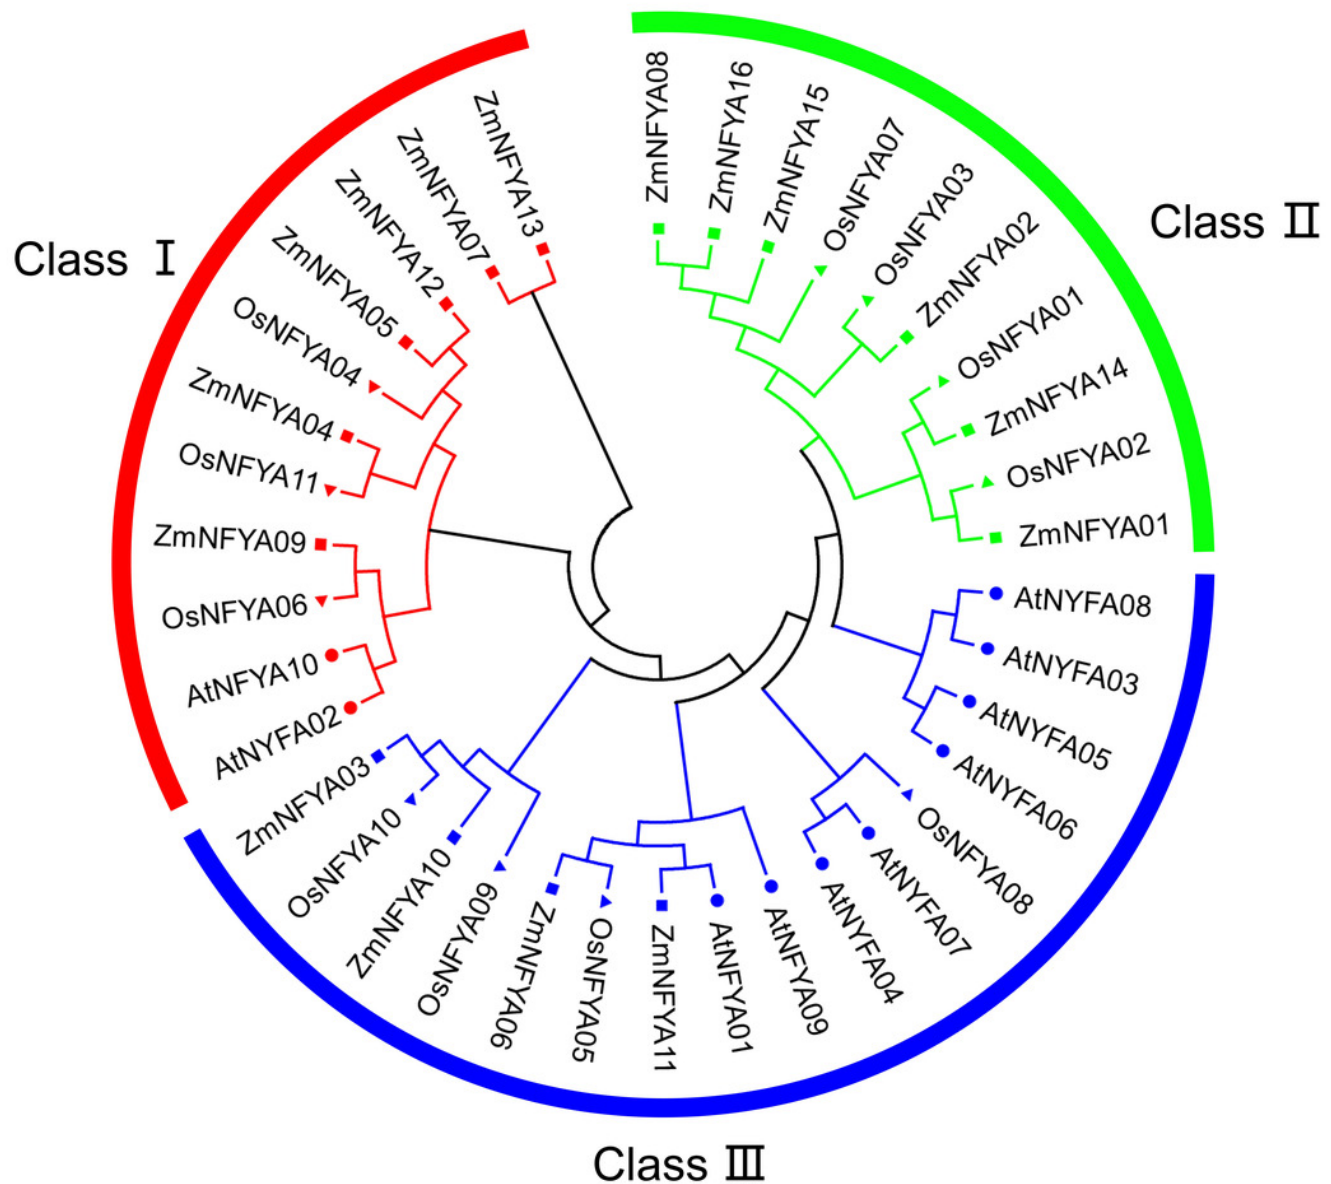 Class Ⅰ
Class Ⅱ
Class Ⅲ
ZmNFYA08
ZmNFYA16
ZmNFYA15
OsNFYA07
OsNFYA03
ZmNFYA02
OsNFYA01
ZmNFYA14
OsNFYA02
ZmNFYA01
AtNYFA08
AtNYFA03
AtNYFA05
AtNYFA06
OsNFYA08
AtNYFA07
AtNYFA04
AtNFYA09
AtNFYA01
ZmNFYA11
OsNFYA05
ZmNFYA06
OsNFYA09
ZmNFYA10
OsNFYA10
ZmNFYA03
AtNYFA02
AtNFYA10
OsNFYA06
ZmNFYA09
OsNFYA11
ZmNFYA04
OsNFYA04
ZmNFYA05
ZmNFYA12
ZmNFYA07
ZmNFYA13